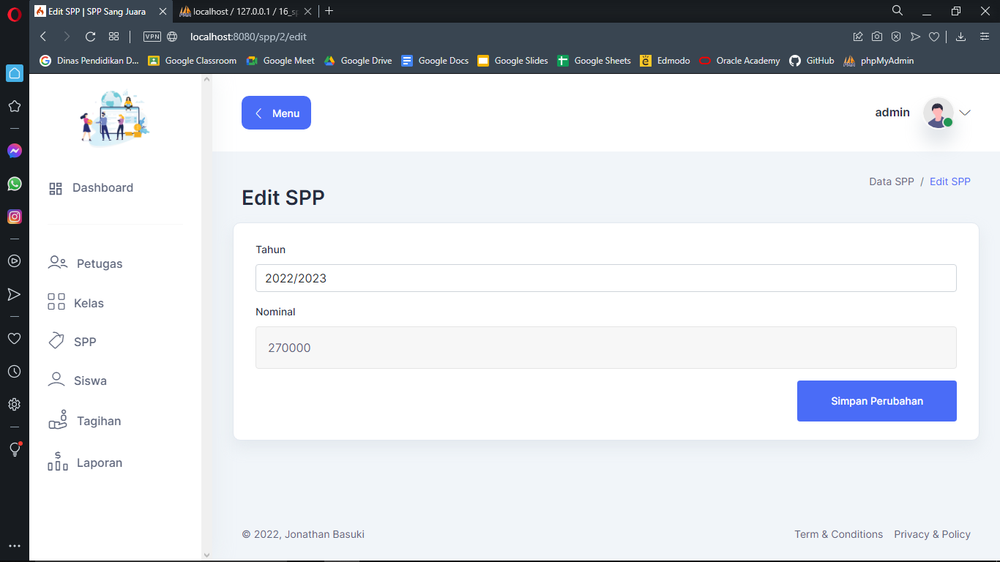 Edit SPP | SPP Sang Juara
localhost / 127.0.0.1 / 16_sp
VPN
localhost:8080/spp/2/edit
Dinas Pendidikan D...
Google Classroom
Google Meet
Google Drive
Google Docs
Google Slides
Google Sheets
Edmodo
Oracle Academy
GitHub
phpMyAdmin
Menu
admin
Dashboard
Petugas
Kelas
SPP
Siswa
Tagihan
Laporan
Data SPP / Edit SPP
Edit SPP
Tahun
2022/2023
Nominal
270000
Simpan Perubahan
© 2022, Jonathan Basuki
Term & Conditions
Privacy & Policy